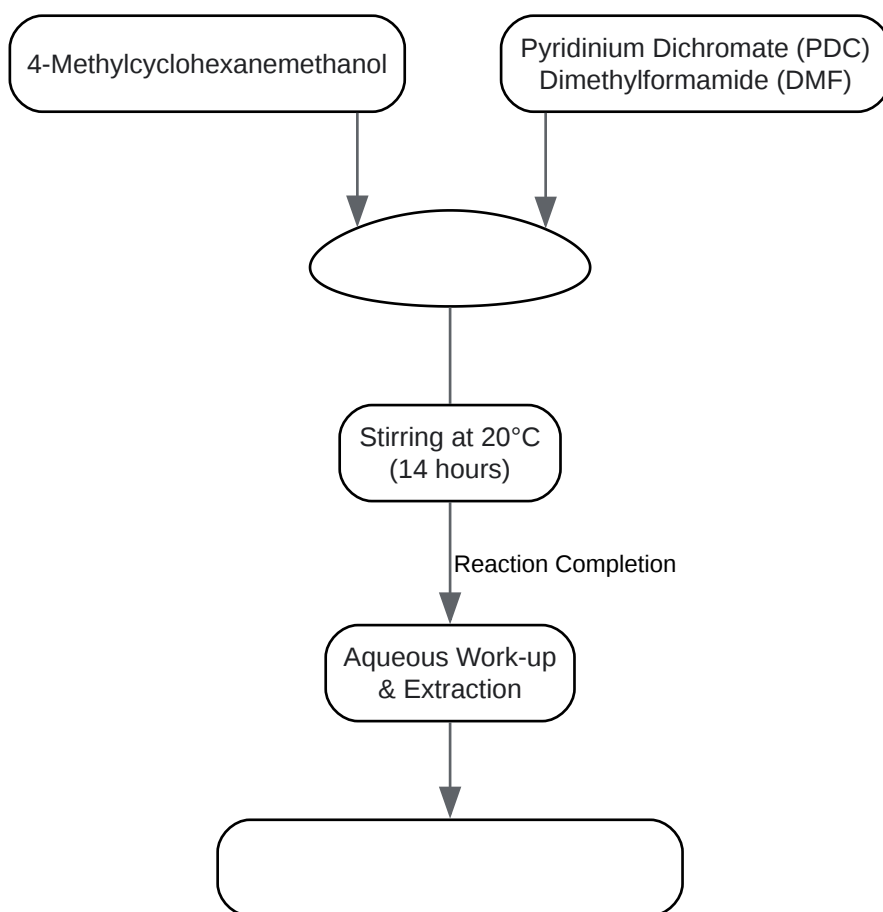 4-Methylcyclohexanemethanol
Pyridinium Dichromate (PDC)
Dimethylformamide (DMF)
Stirring at 20°C
(14 hours)
Reaction Completion
Aqueous Work-up
& Extraction